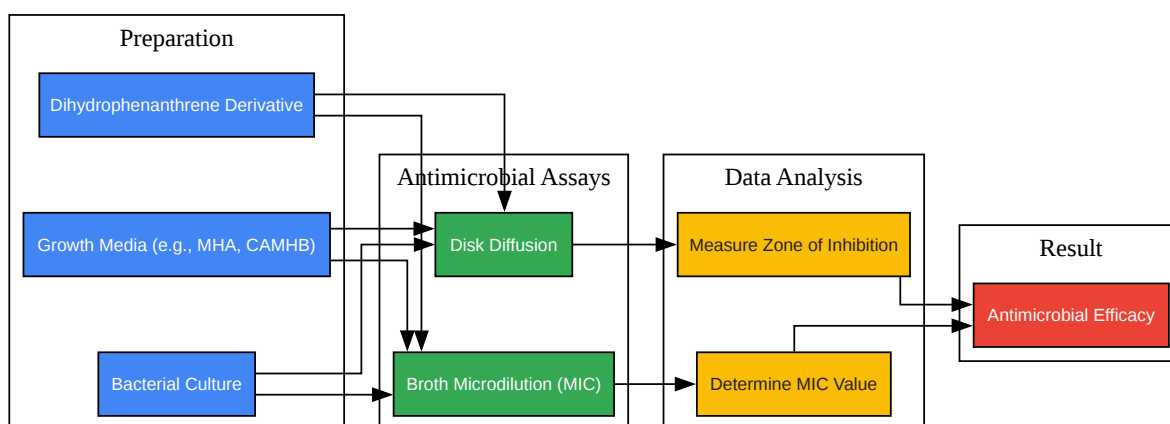 Preparation
Dihydrophenanthrene Derivative
Growth Media (e.g., MHA, CAMHB)
Bacterial Culture
Antimicrobial Assays
Disk Diffusion
Broth Microdilution (MIC)
Data Analysis
Measure Zone of Inhibition
Determine MIC Value
Result
Antimicrobial Efficacy